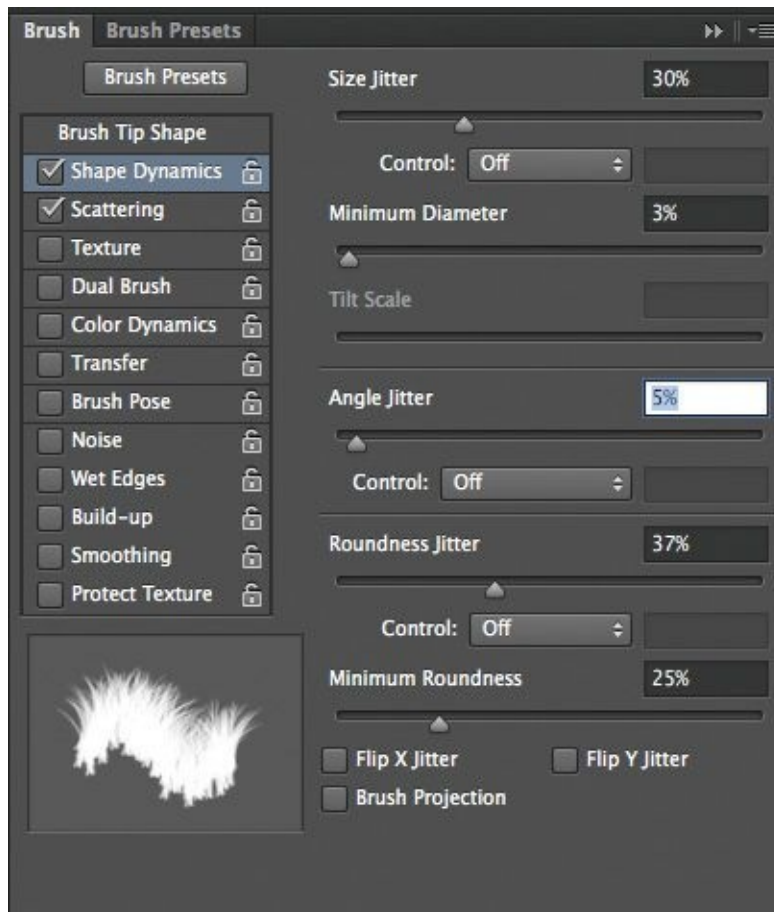 Brush Brush Presets
Brush Presets
Brush Tip Shape
Shape Dynamics
Scattering
Texture
Dual Brush
Color Dynamics
Transfer
Brush Pose
Noise
Wet Edges
Build-up
Smoothing
Protect Texture
Size Jitter 30%
Control: Off
Minimum Diameter 3%
Tilt Scale
Angle Jitter 5%
Control: Off
Roundness Jitter 37%
Control: Off
Minimum Roundness 25%
Flip X Jitter Flip Y Jitter
Brush Projection